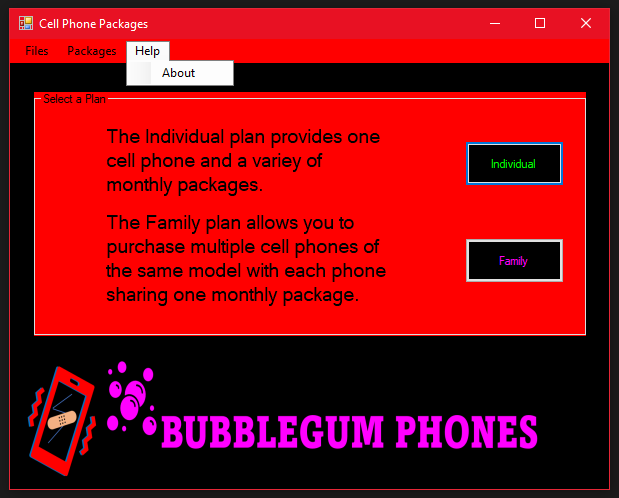 Cell Phone Packages
Files Packages Help
About
Select a Plan
The Individual plan provides one
cell phone and a variey of
monthly packages.
Individual
The Family plan allows you to
purchase multiple cell phones of
the same model with each phone
sharing one monthly package.
Family
BUBBLEGUM PHONES